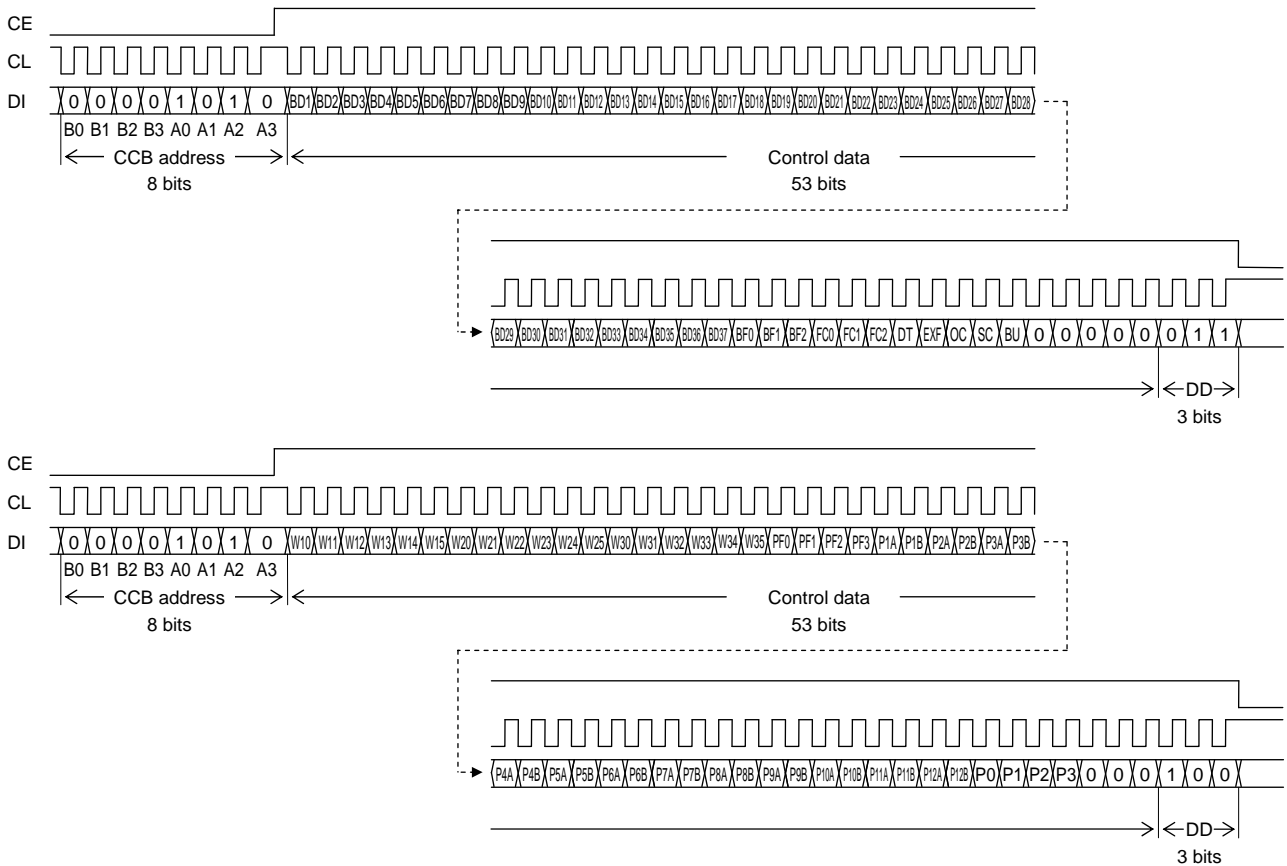 CE
CL
DI 0 0 0 0 1 0 1 0 BD1 BD2 BD3 BD4 BD5 BD6 BD7 BD8 BD9 BD10 BD11 BD12 BD13 BD14 BD15 BD16 BD17 BD18 BD19 BD20 BD21 BD22 BD23 BD24 BD25 BD26 BD27 BD28
B0 B1 B2 B3 A0 A1 A2 A3
CCB address
8 bits
Control data
53 bits
BD29 BD30 BD31 BD32 BD33 BD34 BD35 BD36 BD37 BF0 BF1 BF2 FC0 FC1 FC2 DT EXF OC SC BU 0 0 0 0 0 0 1 1
DD
3 bits
CE
CL
DI 0 0 0 0 1 0 1 0 W10 W11 W12 W13 W14 W15 W20 W21 W22 W23 W24 W25 W30 W31 W32 W33 W34 W35 PF0 PF1 PF2 PF3 P1A P1B P2A P2B P3A P3B
B0 B1 B2 B3 A0 A1 A2 A3
CCB address
8 bits
Control data
53 bits
P4A P4B P5A P5B P6A P6B P7A P7B P8A P8B P9A P9B P10A P10B P11A P11B P12A P12B P0 P1 P2 P3 0 0 0 1 0 0
DD
3 bits